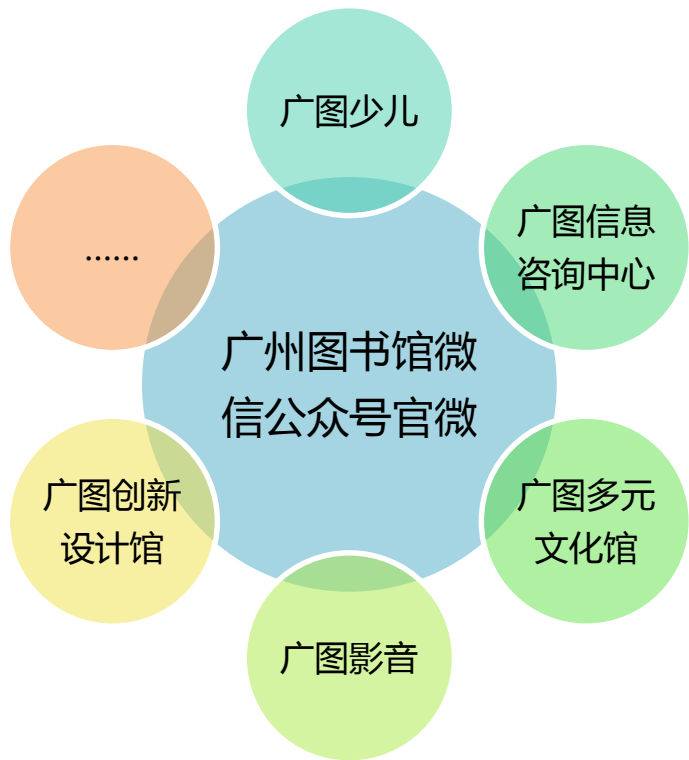 广图少儿
广图信息
咨询中心
......
广州图书馆微
信公众号官微
广图创新
设计馆
广图多元
文化馆
广图影音